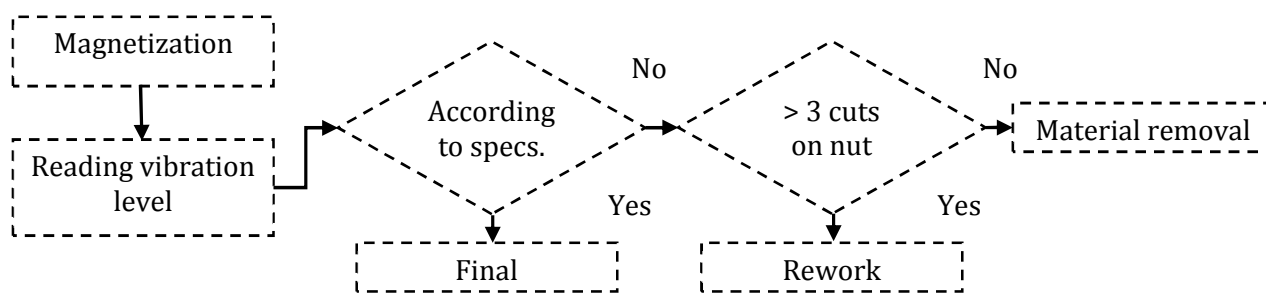 Magnetization
Reading vibration
level
According
to specs.
No
Yes
Final
> 3 cuts
on nut
No
Yes
Rework
Material removal